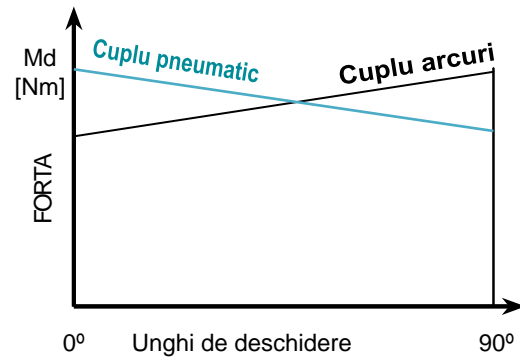 Md
[Nm]
Cuplu pneumatic
Cuplu arcuri
FORTA
0º
Unghi de deschidere
90º